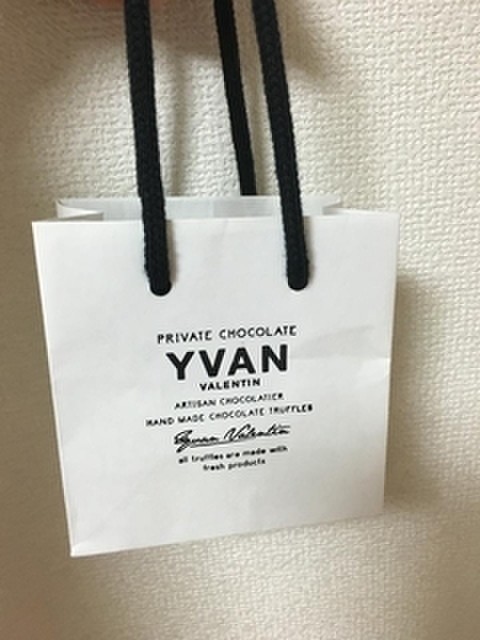 PRIVATE CHOCOLATE
YVAN
VALENTIN
ARTISAN CHOCOLATIER
HAND MADE CHOCOLATE TRUFFLES
Yvan Valentin
all truffles are made with
fresh products